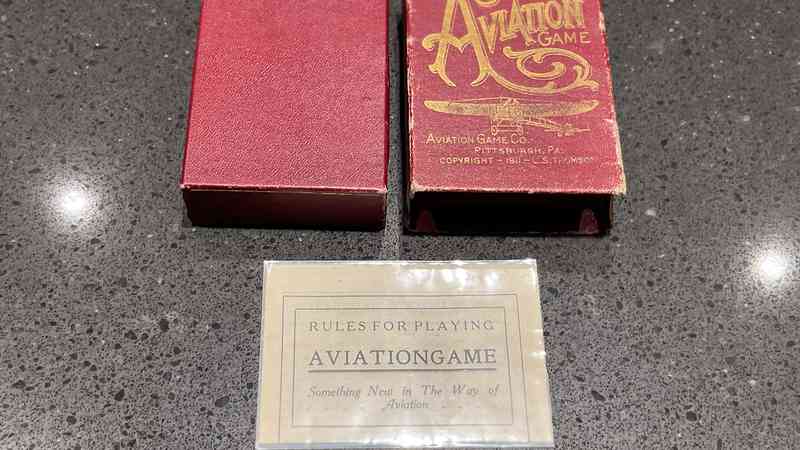 AVIATION
GAME
AVIATION GAME CO.
PITTSBURGH, PA.
COPYRIGHT - 1911 - L.S. THOMSON
RULES FOR PLAYING
AVIATIONGAME
Something New in The Way of
Aviation